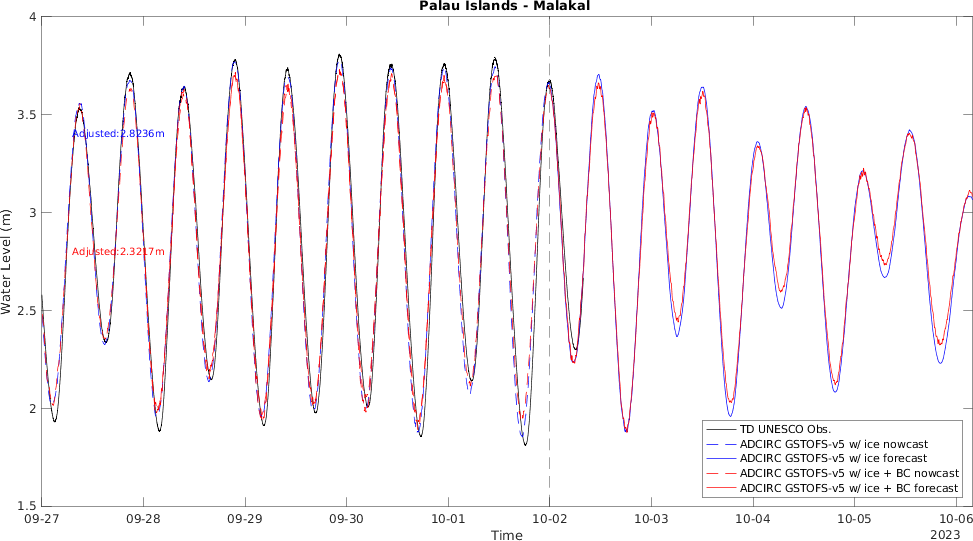 Palau Islands - Malakal
4
3.5
3
2.5
2
1.5
Water Level (m)
Adjusted:2.8236m
Adjusted:2.3217m
TD UNESCO Obs.
ADCIRC GSTOFS-v5 w/ ice nowcast
ADCIRC GSTOFS-v5 w/ ice forecast
ADCIRC GSTOFS-v5 w/ ice + BC nowcast
ADCIRC GSTOFS-v5 w/ ice + BC forecast
09-27 09-28 09-29 09-30 10-01 10-02 10-03 10-04 10-05 10-06
Time
2023